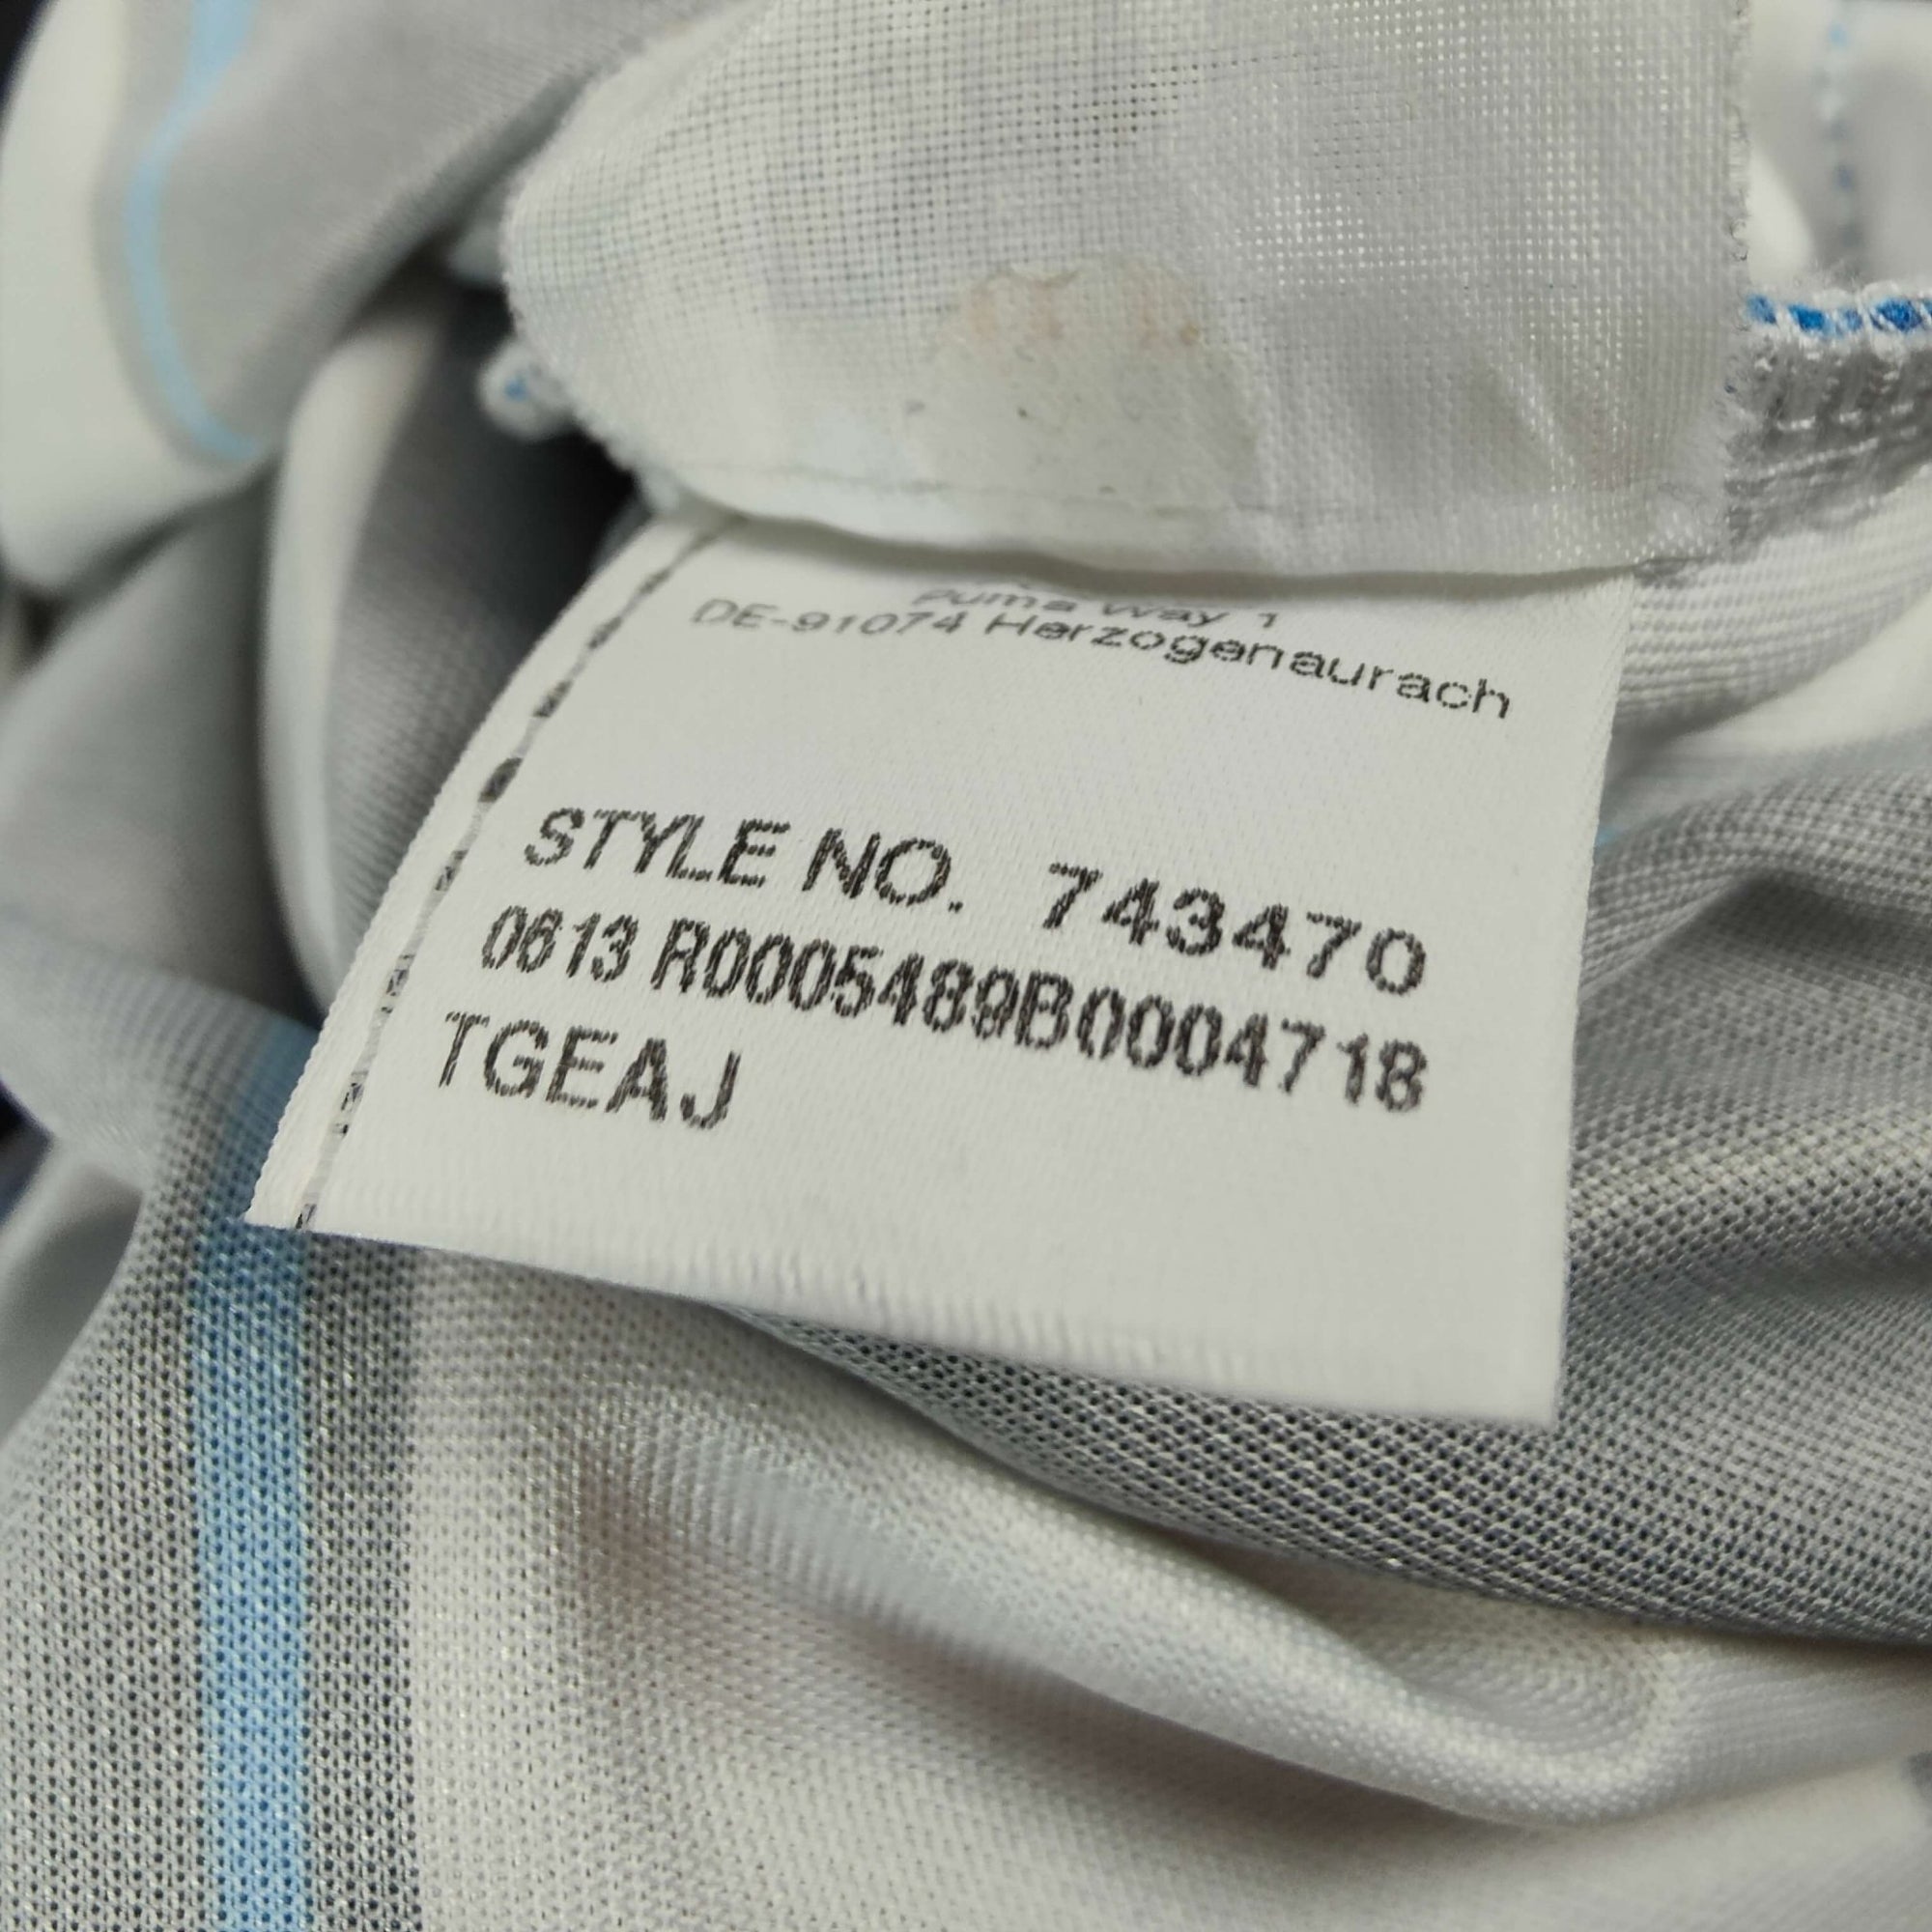 Puma Way 1
DE-91074 Herzogenaurach
STYLE NO. 743470
0613 R0005489B0004718
TGEAJ